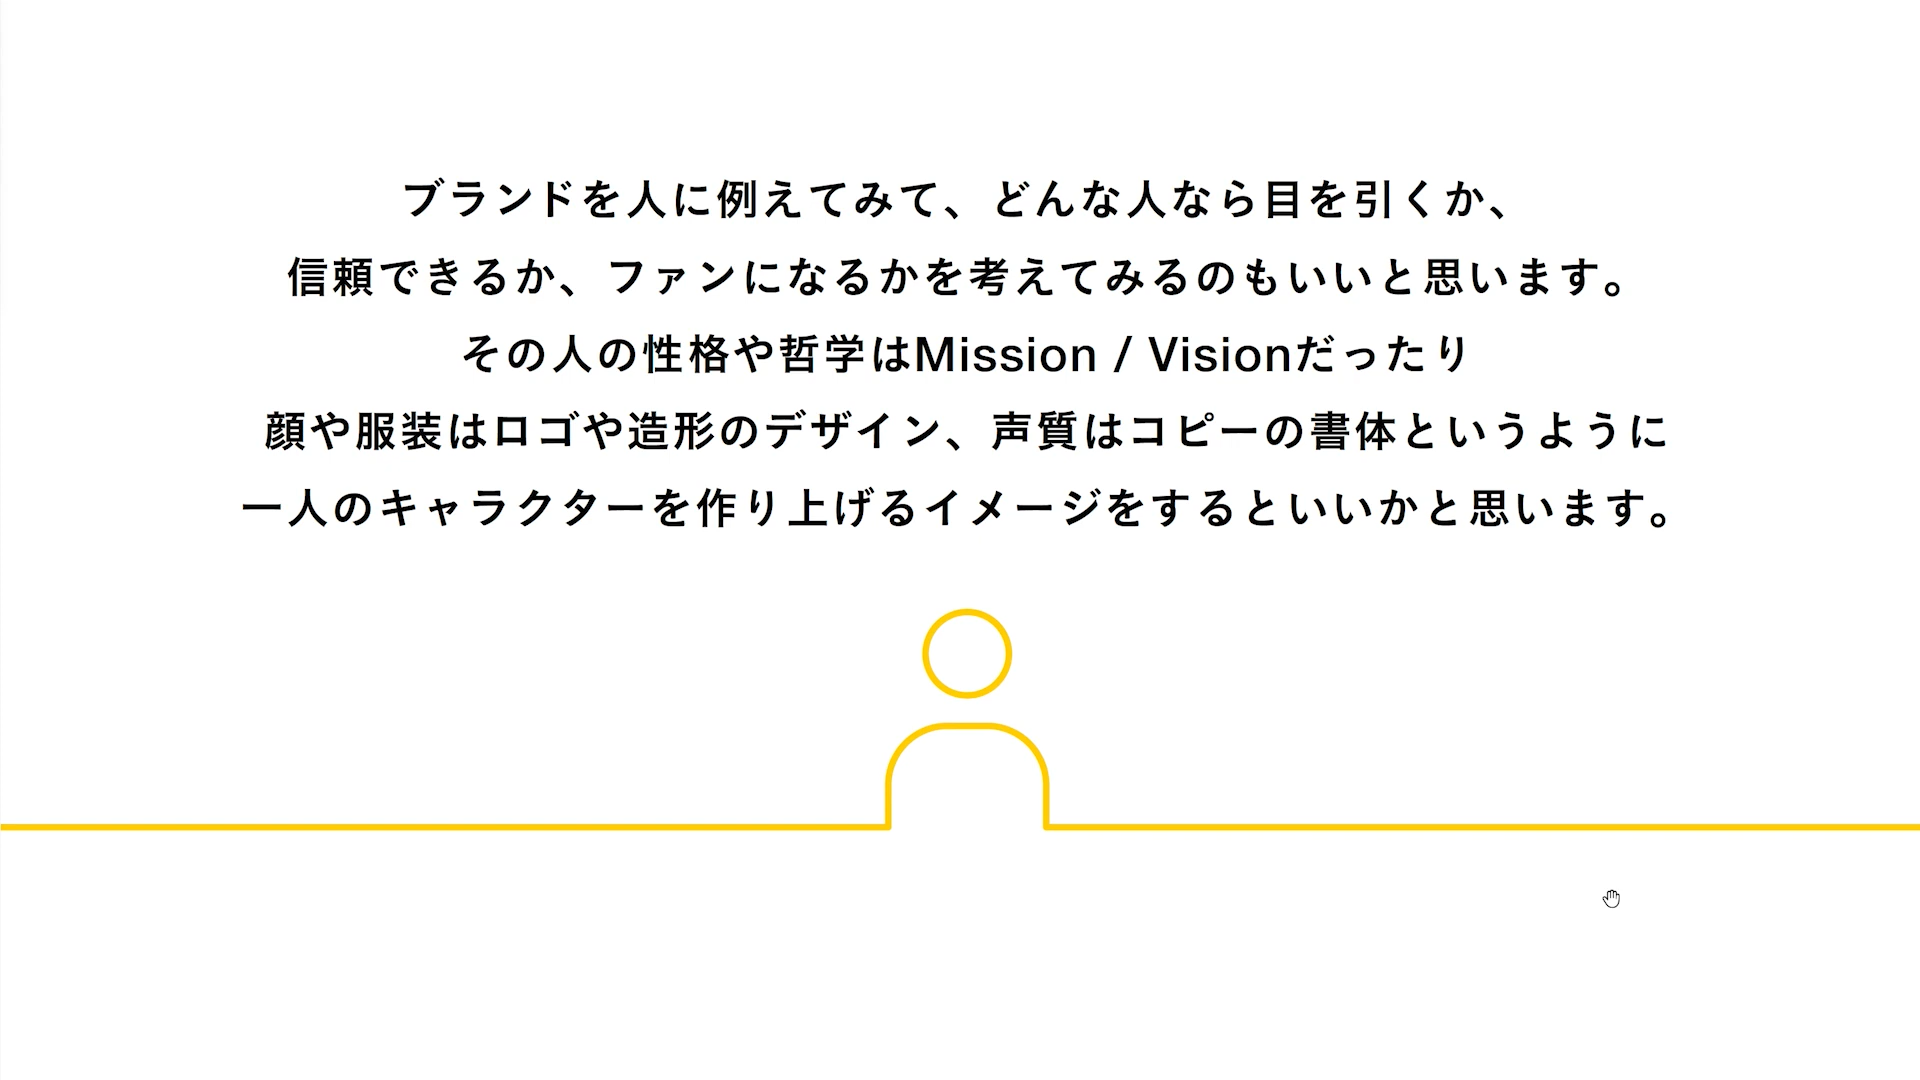 ブランドを人に例えてみて、どんな人なら目を引くか、
信頼できるか、ファンになるかを考えてみるのもいいと思います。
その人の性格や哲学はMission / Visionだったり
顔や服装はロゴや造形のデザイン、声質はコピーの書体というように
一人のキャラクターを作り上げるイメージをするといいかと思います。